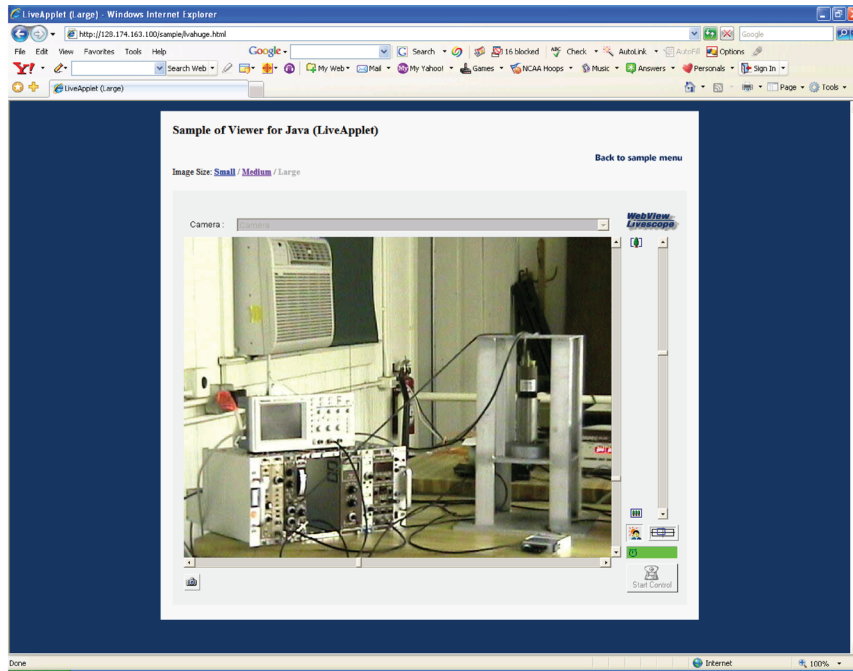 LiveApplet (Large) - Windows Internet Explorer
http://128.174.163.100/sample/lvahuge.html
Google
File Edit View Favorites Tools Help
Google
Search
16 blocked
Check
AutoLink
AutoFill
Options
Y!
Search Web
My Web
Mail
My Yahoo!
Games
NCAA Hoops
Music
Answers
Personals
Sign In
LiveApplet (Large)
Page
Tools
Sample of Viewer for Java (LiveApplet)
Back to sample menu
Image Size: Small / Medium / Large
Camera :
Camera
WebView
Livescope
Start Control
Done
Internet
100%